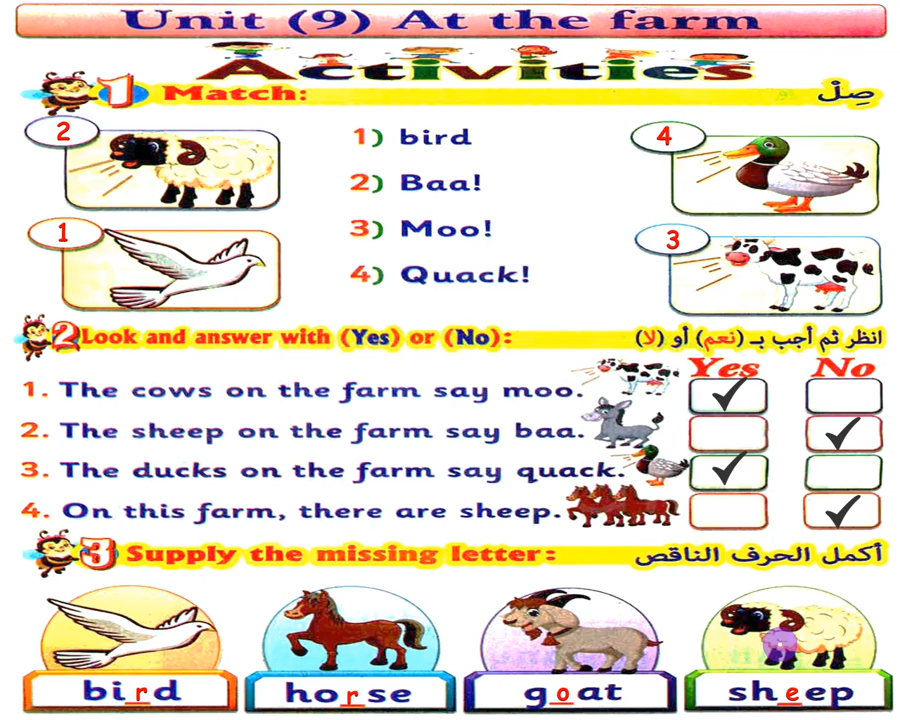 Unit (9) At the farm
Activities
1 Match: صِلْ
2
1) bird
4
2) Baa!
1
3) Moo!
3
4) Quack!
2 Look and answer with (Yes) or (No): انظر ثم أجب بـ (نعم) أو (لا)
Yes No
1. The cows on the farm say moo.
2. The sheep on the farm say baa.
3. The ducks on the farm say quack.
4. On this farm, there are sheep.
3 Supply the missing letter: أكمل الحرف الناقص
bird horse goat sheep